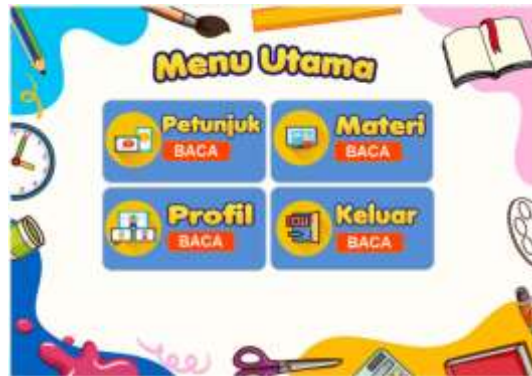 Menu Utama
Petunjuk
BACA
Materi
BACA
Profil
BACA
Keluar
BACA